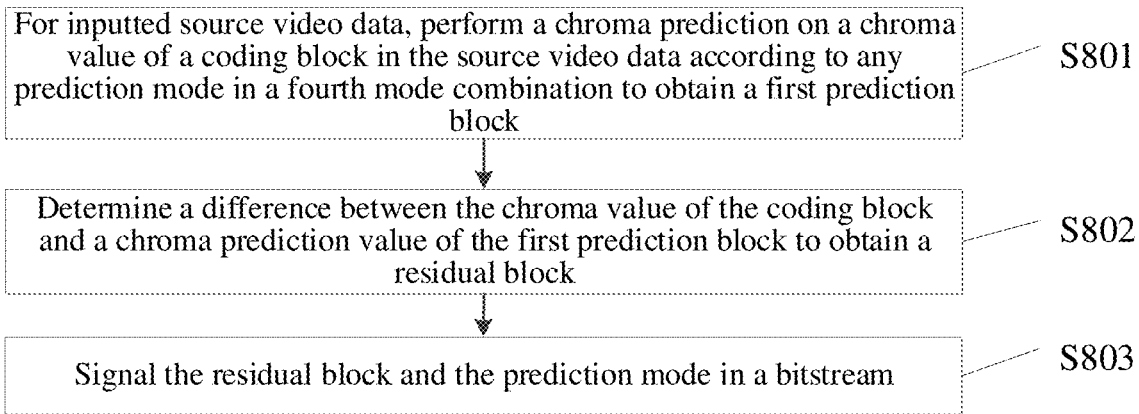 For inputted source video data, perform a chroma prediction on a chroma
value of a coding block in the source video data according to any
prediction mode in a fourth mode combination to obtain a first prediction
block
S801
Determine a difference between the chroma value of the coding block
and a chroma prediction value of the first prediction block to obtain a
residual block
S802
Signal the residual block and the prediction mode in a bitstream
S803